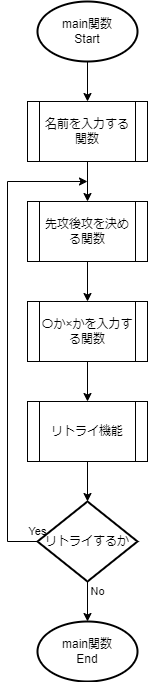 main関数
Start
名前を入力する
関数
先攻後攻を決め
る関数
〇か×かを入力す
る関数
リトライ機能
リトライするか
Yes
No
main関数
End